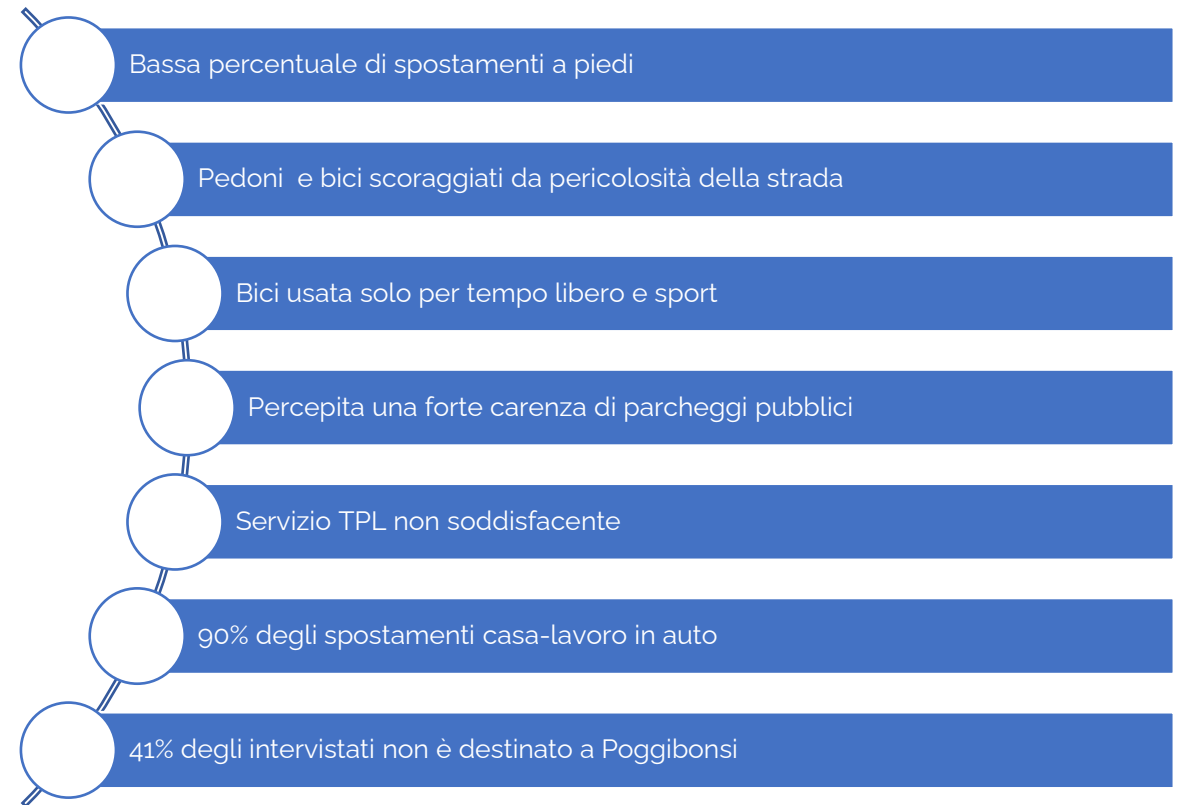 Bassa percentuale di spostamenti a piedi
Pedoni  e bici scoraggiati da pericolosità della strada
Bici usata solo per tempo libero e sport
Percepita una forte carenza di parcheggi pubblici
Servizio TPL non soddisfacente
90% degli spostamenti casa-lavoro in auto
41% degli intervistati non è destinato a Poggibonsi